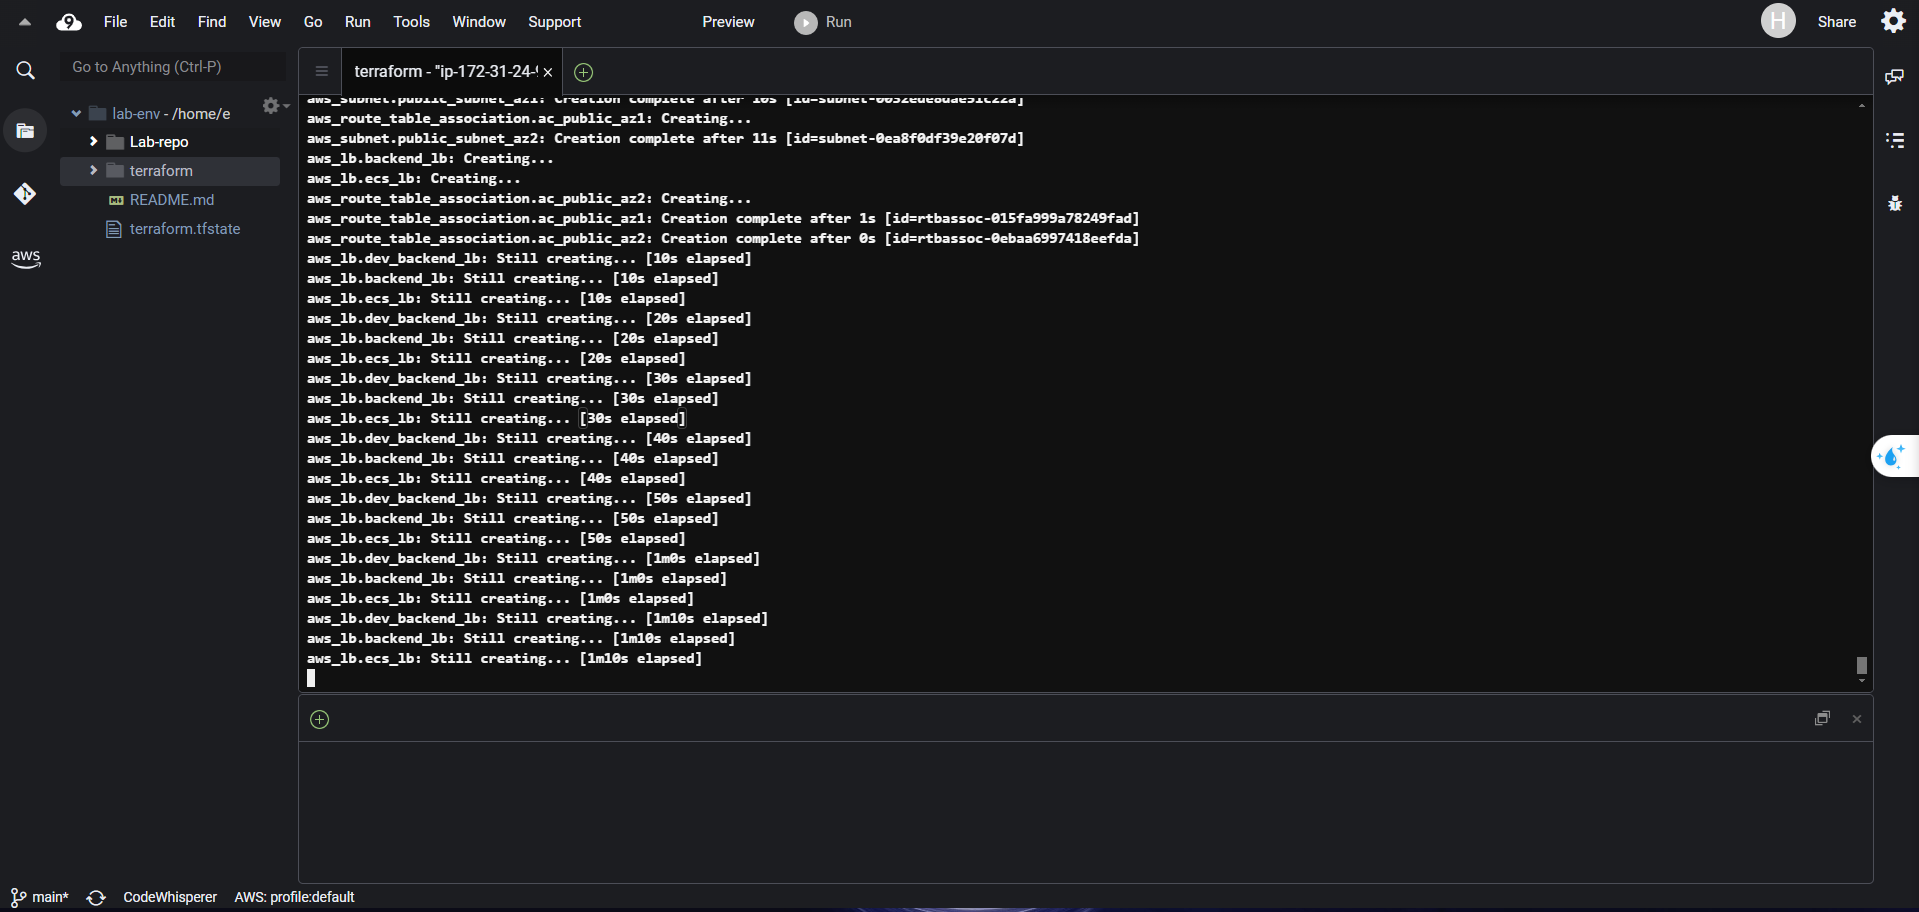 File Edit Find View Go Run Tools Window Support Preview Run H Share
Go to Anything (Ctrl-P)
terraform - "ip-172-31-24-
lab-env - /home/e
Lab-repo
terraform
README.md
terraform.tfstate
aws
aws_subnet.public_subnet_az1: Creation complete after 10s [id=subnet-0032ede8dae91c22a]
aws_route_table_association.ac_public_az1: Creating...
aws_subnet.public_subnet_az2: Creation complete after 11s [id=subnet-0ea8f0df39e20f07d]
aws_lb.backend_lb: Creating...
aws_lb.ecs_lb: Creating...
aws_route_table_association.ac_public_az2: Creating...
aws_route_table_association.ac_public_az1: Creation complete after 1s [id=rtbassoc-015fa999a78249fad]
aws_route_table_association.ac_public_az2: Creation complete after 0s [id=rtbassoc-0ebaa6997418eefda]
aws_lb.dev_backend_lb: Still creating... [10s elapsed]
aws_lb.backend_lb: Still creating... [10s elapsed]
aws_lb.ecs_lb: Still creating... [10s elapsed]
aws_lb.dev_backend_lb: Still creating... [20s elapsed]
aws_lb.backend_lb: Still creating... [20s elapsed]
aws_lb.ecs_lb: Still creating... [20s elapsed]
aws_lb.dev_backend_lb: Still creating... [30s elapsed]
aws_lb.backend_lb: Still creating... [30s elapsed]
aws_lb.ecs_lb: Still creating... [30s elapsed]
aws_lb.dev_backend_lb: Still creating... [40s elapsed]
aws_lb.backend_lb: Still creating... [40s elapsed]
aws_lb.ecs_lb: Still creating... [40s elapsed]
aws_lb.dev_backend_lb: Still creating... [50s elapsed]
aws_lb.backend_lb: Still creating... [50s elapsed]
aws_lb.ecs_lb: Still creating... [50s elapsed]
aws_lb.dev_backend_lb: Still creating... [1m0s elapsed]
aws_lb.backend_lb: Still creating... [1m0s elapsed]
aws_lb.ecs_lb: Still creating... [1m0s elapsed]
aws_lb.dev_backend_lb: Still creating... [1m10s elapsed]
aws_lb.backend_lb: Still creating... [1m10s elapsed]
aws_lb.ecs_lb: Still creating... [1m10s elapsed]
main* CodeWhisperer AWS: profile:default